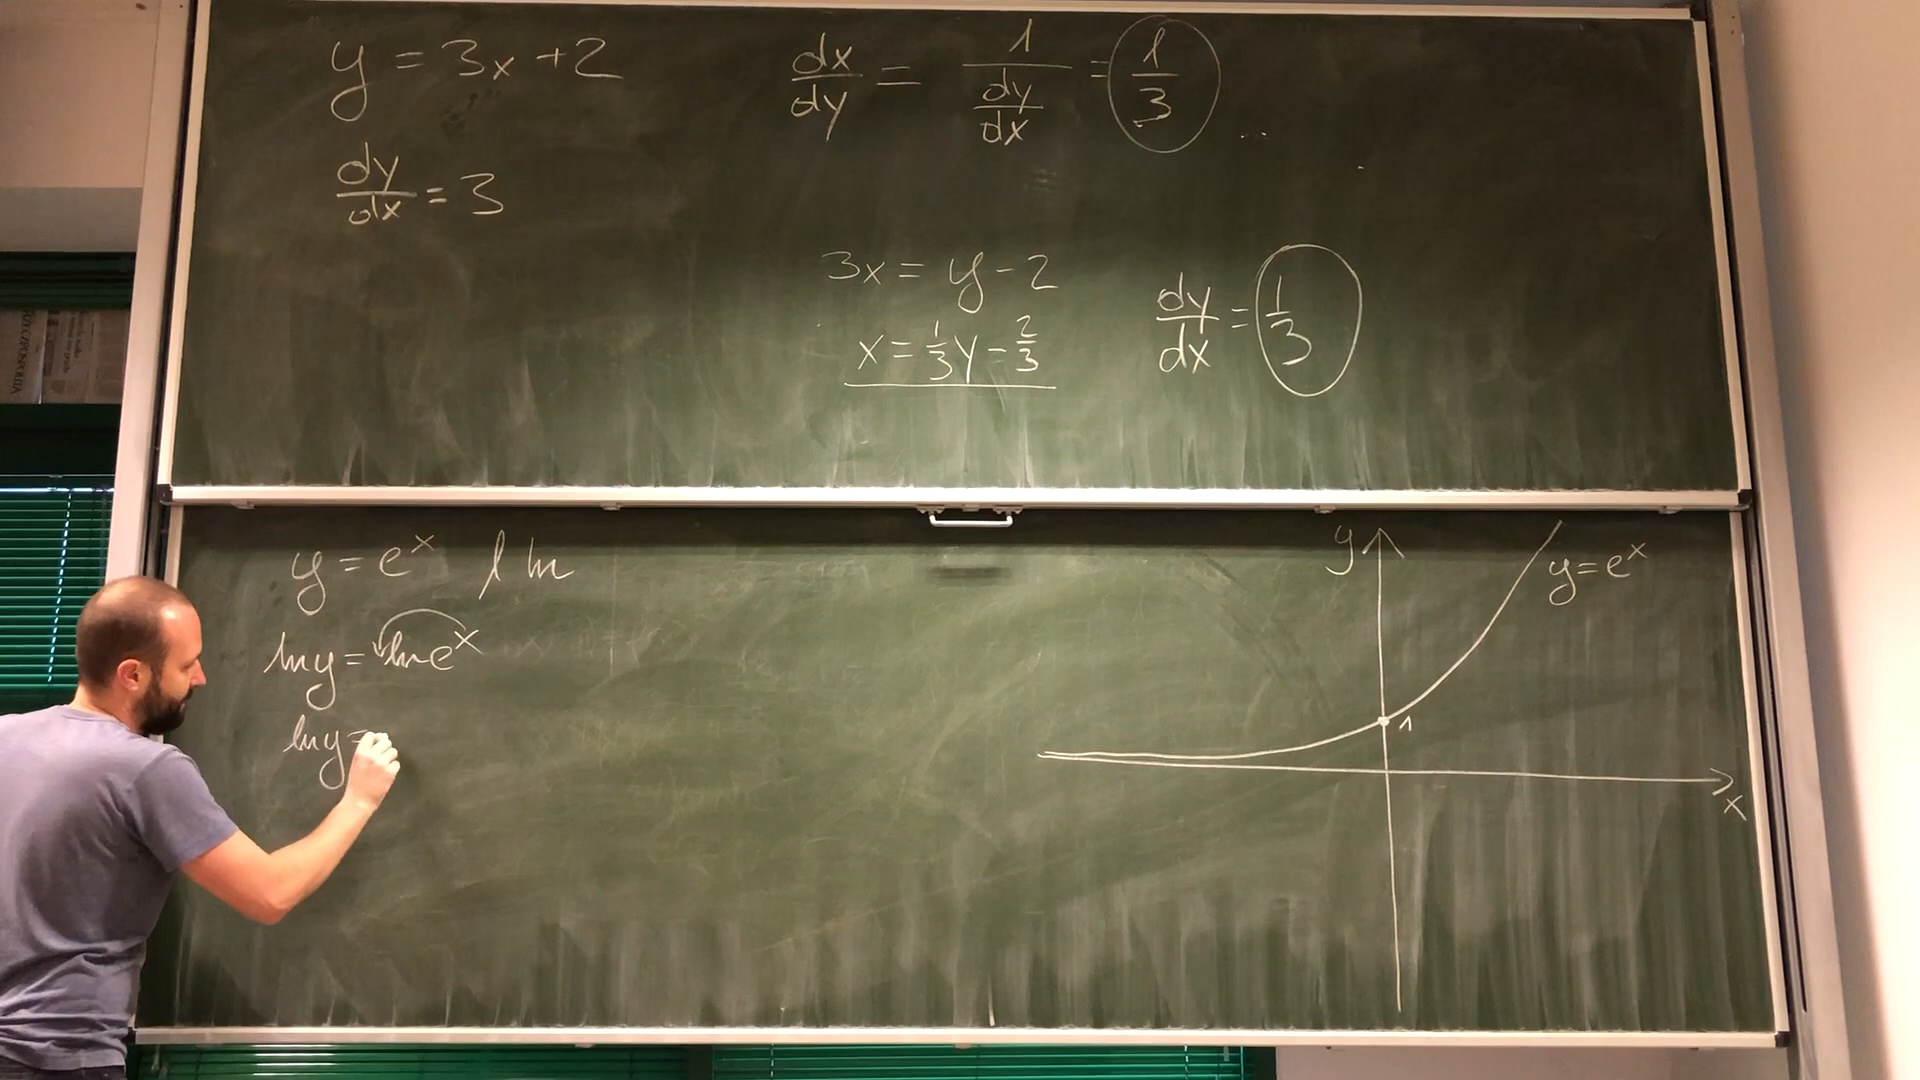 y = 3x + 2
dy/dx = 3
dx/dy = 1/(dy/dx) = 1/3 ...
3x = y - 2
x = 1/3 y - 2/3
dy/dx = 1/3
y = e^x / ln
ln y = ln e^x
ln y =
y
y = e^x
1
x